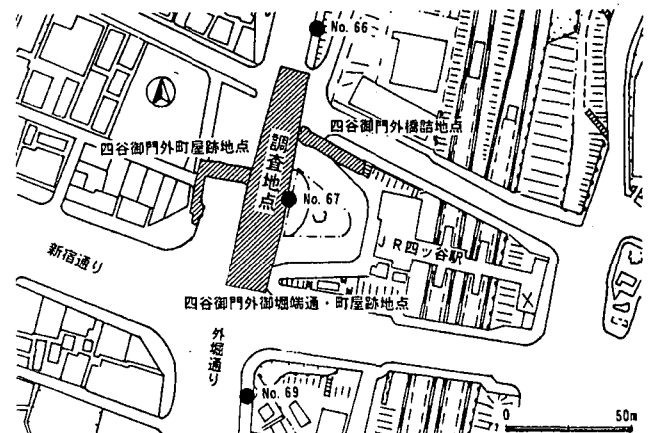 No. 66
四谷御門外橋詰地点
四谷御門外町屋跡地点
調査地点
No. 67
JR四ッ谷駅
新宿通り
四谷御門外御堀端通・町屋跡地点
外堀通り
No. 69
0 50m